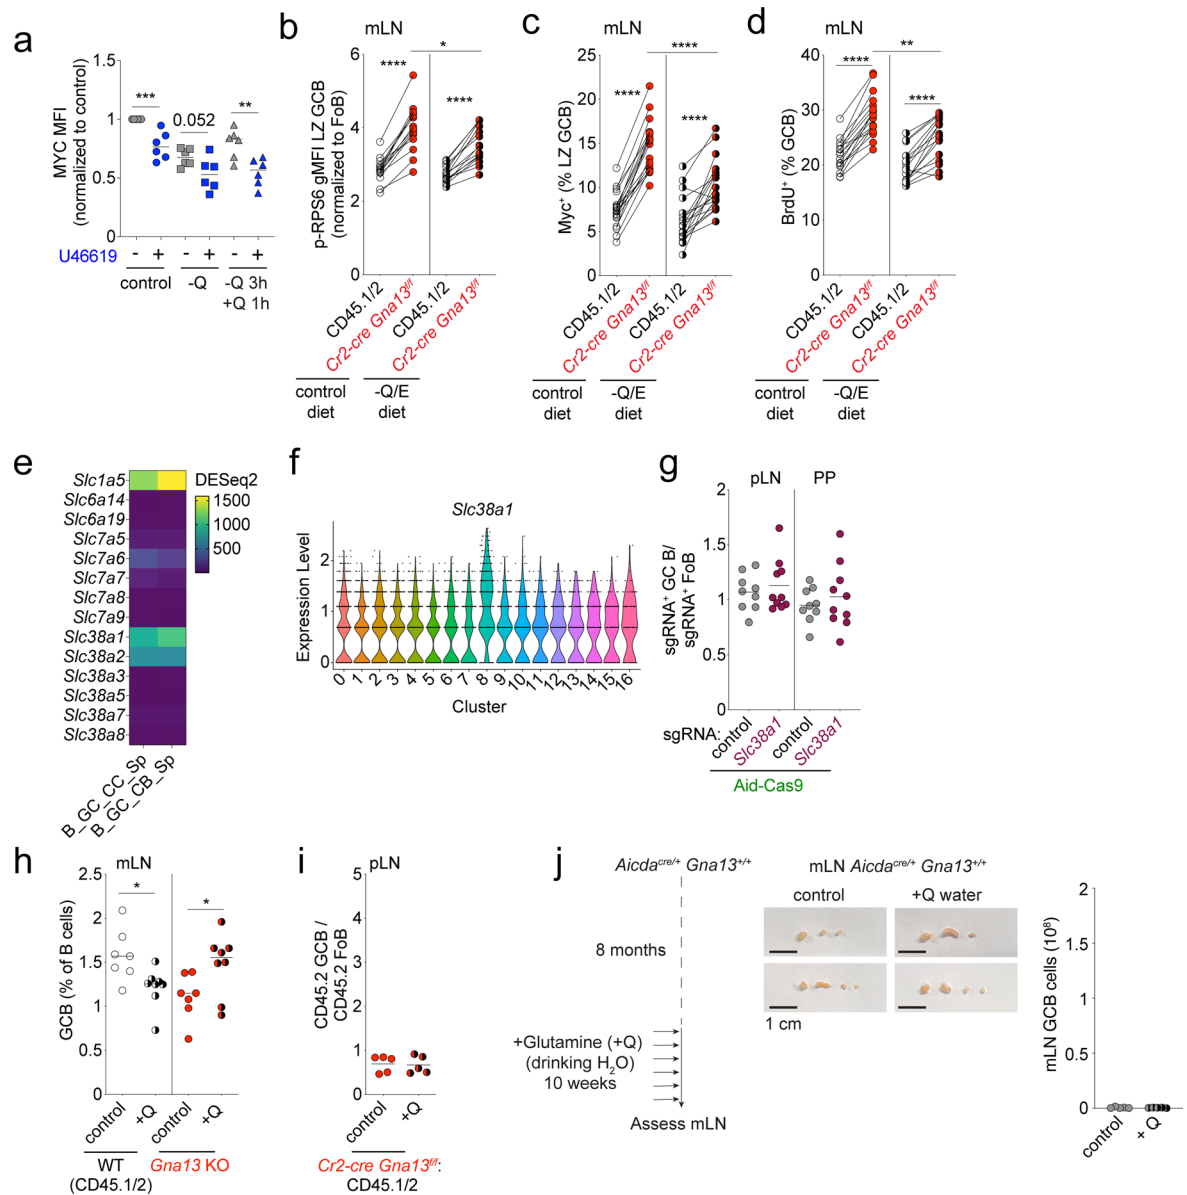 a
MYC MFI
(normalized to control)
1
0.5
0
***
0.052
**
U46619
- + - + - +
control
-Q
-Q 3h
+Q 1h
b
mLN
p-RPS6 gMFI LZ GCB
(normalized to FoB)
6
4
2
0
*
****
****
CD45.1/2
Cr2-cre Gna13f/f
CD45.1/2
Cr2-cre Gna13f/f
control
diet
-Q/E
diet
c
mLN
Myc+ (% LZ GCB)
25
20
15
10
5
0
****
****
****
CD45.1/2
Cr2-cre Gna13f/f
CD45.1/2
Cr2-cre Gna13f/f
control
diet
-Q/E
diet
d
mLN
BrdU+ (% GCB)
40
30
20
10
0
**
****
****
CD45.1/2
Cr2-cre Gna13f/f
CD45.1/2
Cr2-cre Gna13f/f
control
diet
-Q/E
diet
e
Slc1a5
Slc6a14
Slc6a19
Slc7a5
Slc7a6
Slc7a7
Slc7a8
Slc7a9
Slc38a1
Slc38a2
Slc38a3
Slc38a5
Slc38a7
Slc38a8
DESeq2
1500
1000
500
B_GC_CC_Sp
B_GC_CB_Sp
f
Slc38a1
Expression Level
2
1
0
0 1 2 3 4 5 6 7 8 9 10 11 12 13 14 15 16
Cluster
g
pLN PP
sgRNA+ GC B/
sgRNA+ FoB
2
1.5
1
0.5
0
sgRNA:
control
Slc38a1
control
Slc38a1
Aid-Cas9
h
mLN
GCB (% of B cells)
2.5
2
1.5
1
0.5
0
*
*
control
+Q
control
+Q
WT
(CD45.1/2)
Gna13 KO
i
pLN
CD45.2 GCB /
CD45.2 FoB
5
4
3
2
1
0
control
+Q
Cr2-cre Gna13f/f:
CD45.1/2
j
Aicdacre/+ Gna13+/+
8 months
+Glutamine (+Q)
(drinking H2O)
10 weeks
Assess mLN
mLN Aicdacre/+ Gna13+/+
control
+Q water
1 cm
mLN GCB cells (10⁸)
2
1.5
1
0.5
0
control
+ Q